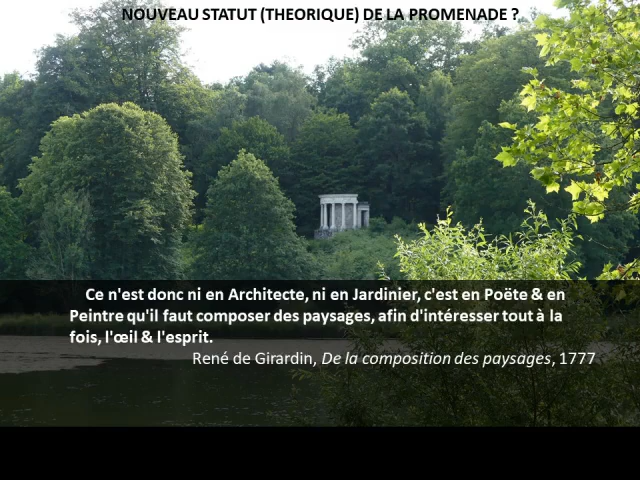 NOUVEAU STATUT (THEORIQUE) DE LA PROMENADE ?
Ce n'est donc ni en Architecte, ni en Jardinier, c'est en Poëte & en
Peintre qu'il faut composer des paysages, afin d'intéresser tout à la
fois, l'œil & l'esprit.
René de Girardin, De la composition des paysages, 1777